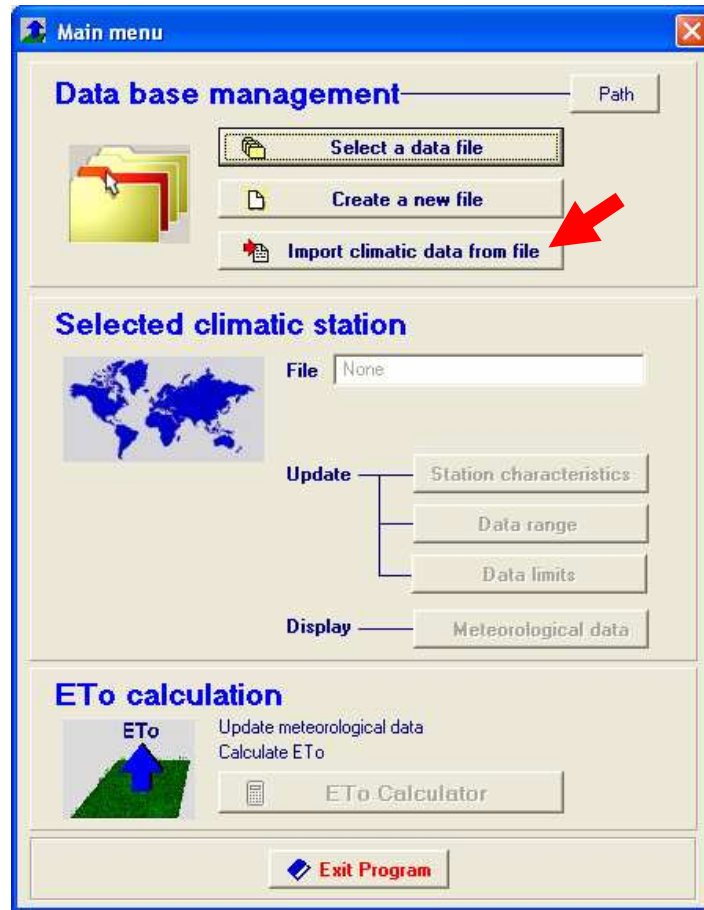 Main menu
Data base management
Path
Select a data file
Create a new file
Import climatic data from file
Selected climatic station
File None
Update
Station characteristics
Data range
Data limits
Display
Meteorological data
ETo calculation
ETo
Update meteorological data
Calculate ETo
ETo Calculator
Exit Program